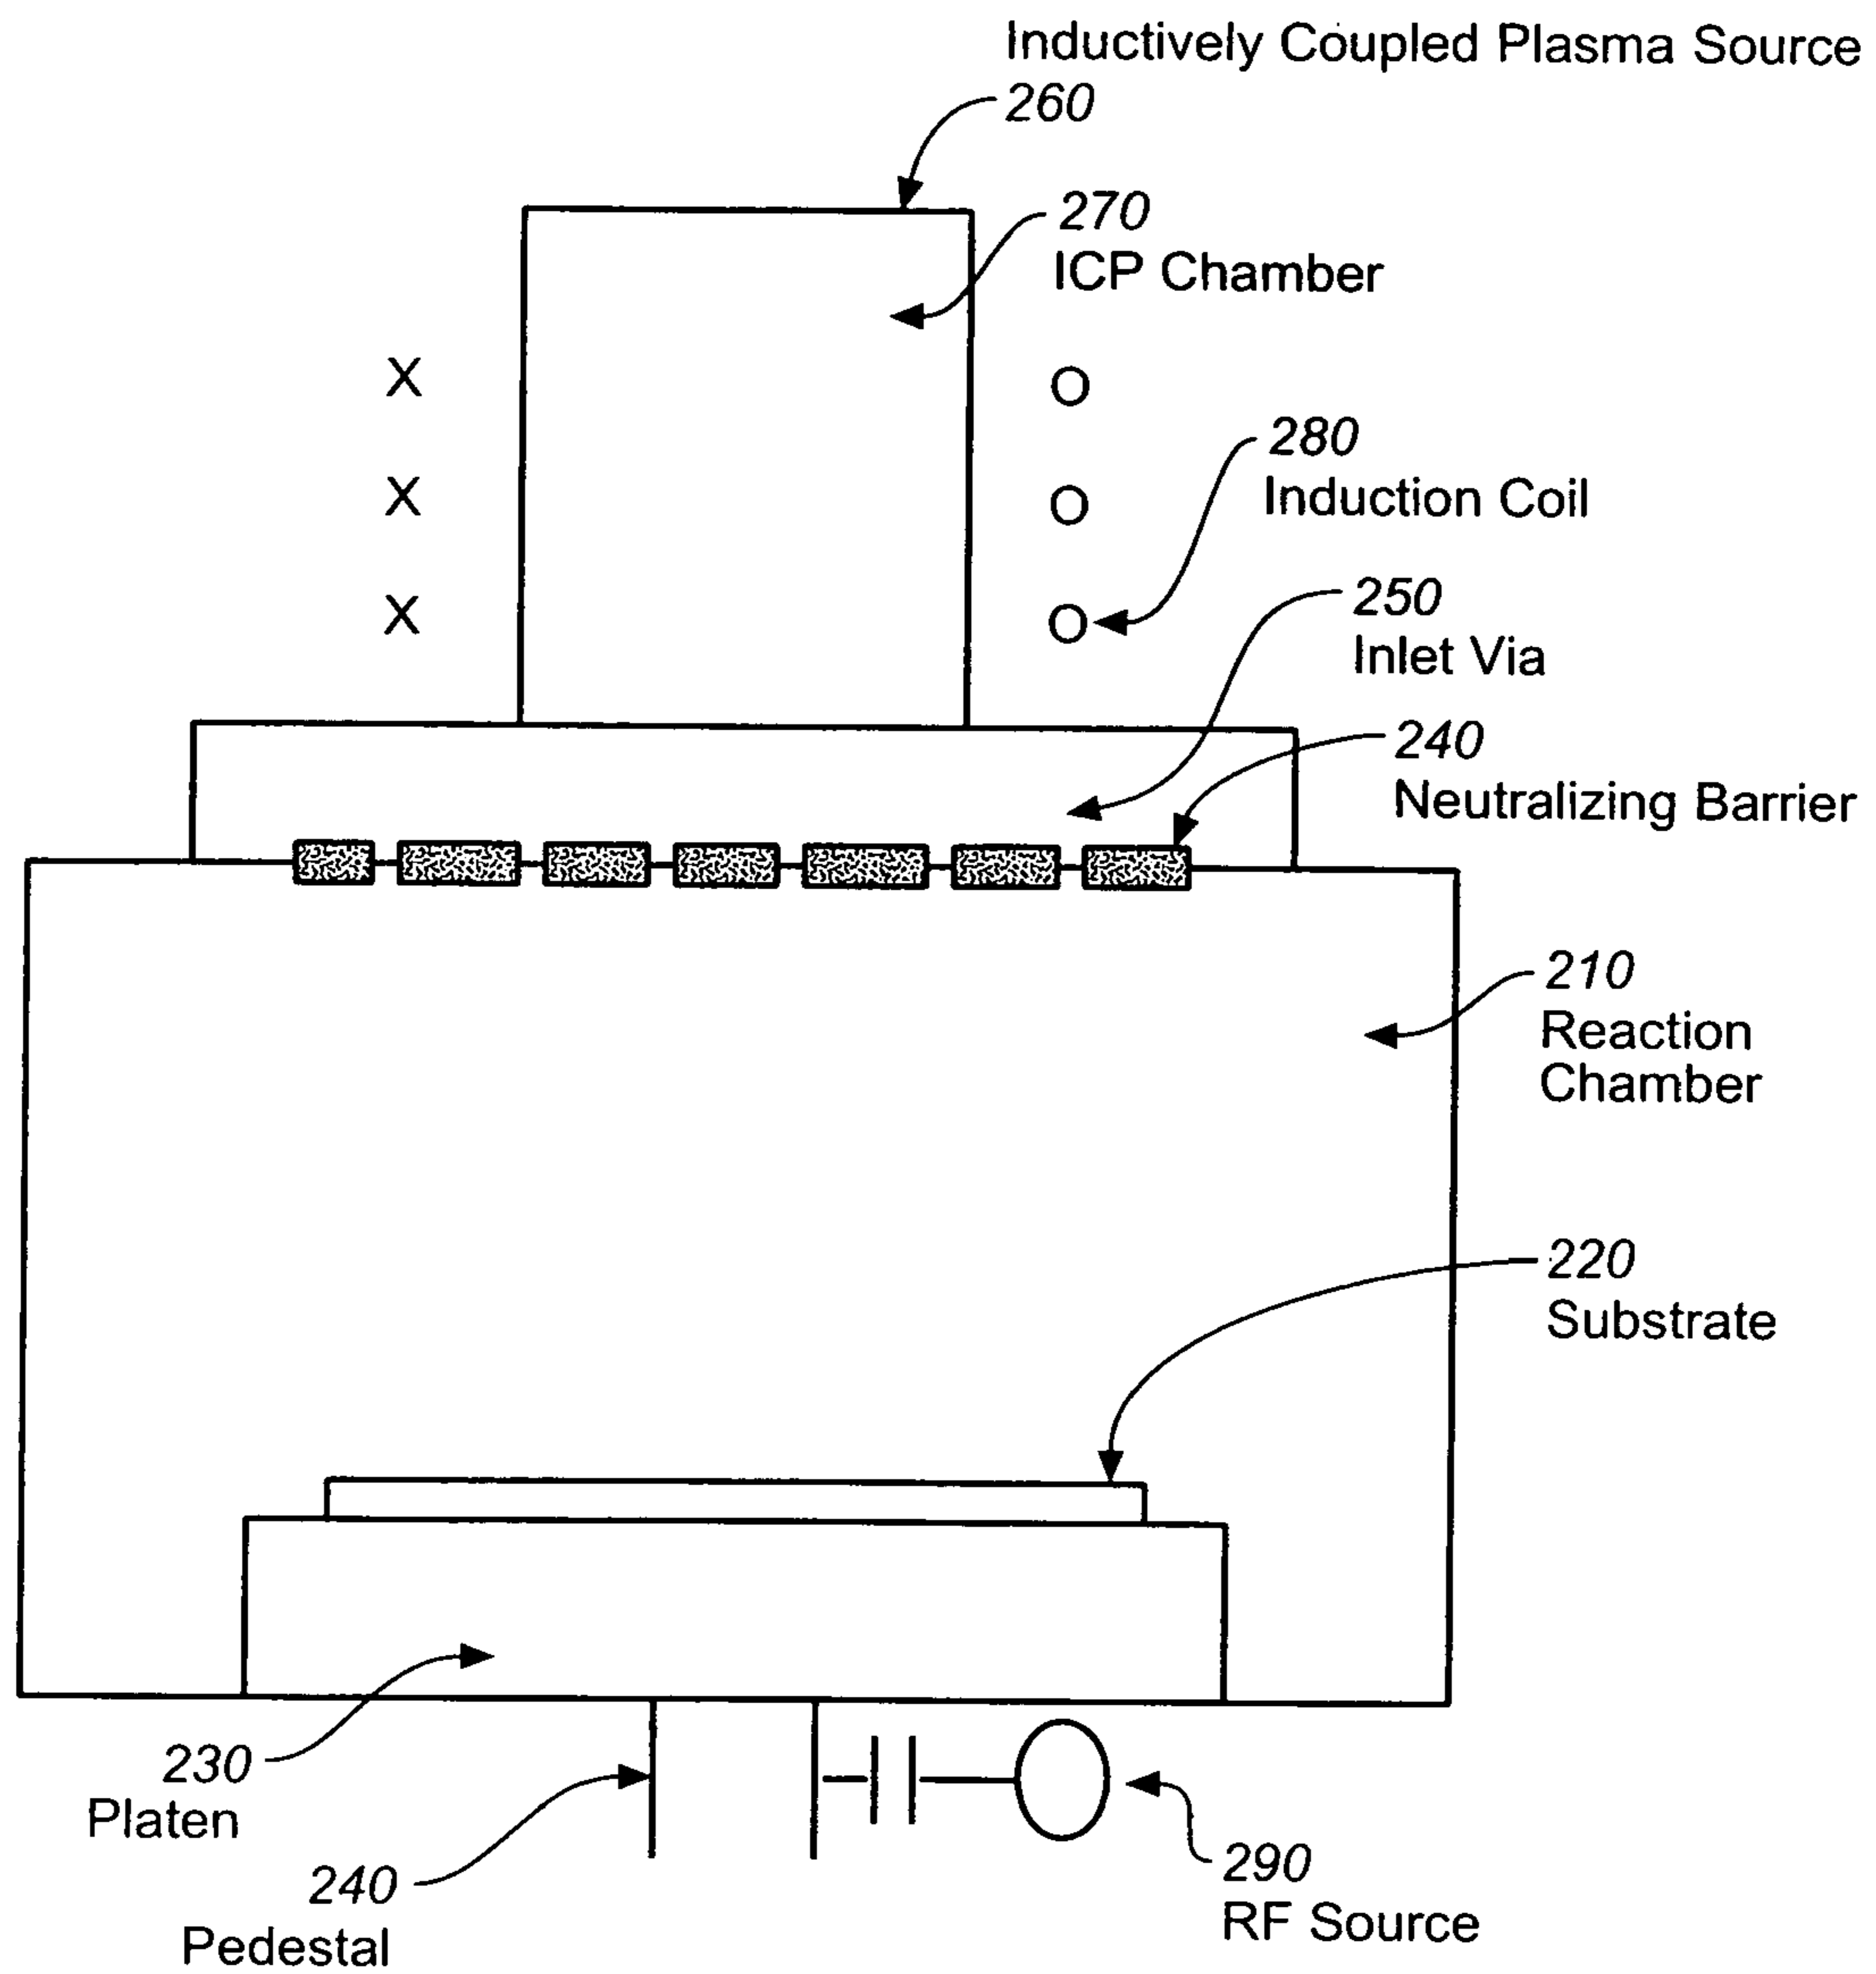 Inductively Coupled Plasma Source
260
270
ICP Chamber
X
O
280
Induction Coil
X
O
250
Inlet Via
X
O
240
Neutralizing Barrier
210
Reaction
Chamber
220
Substrate
230
Platen
240
Pedestal
290
RF Source